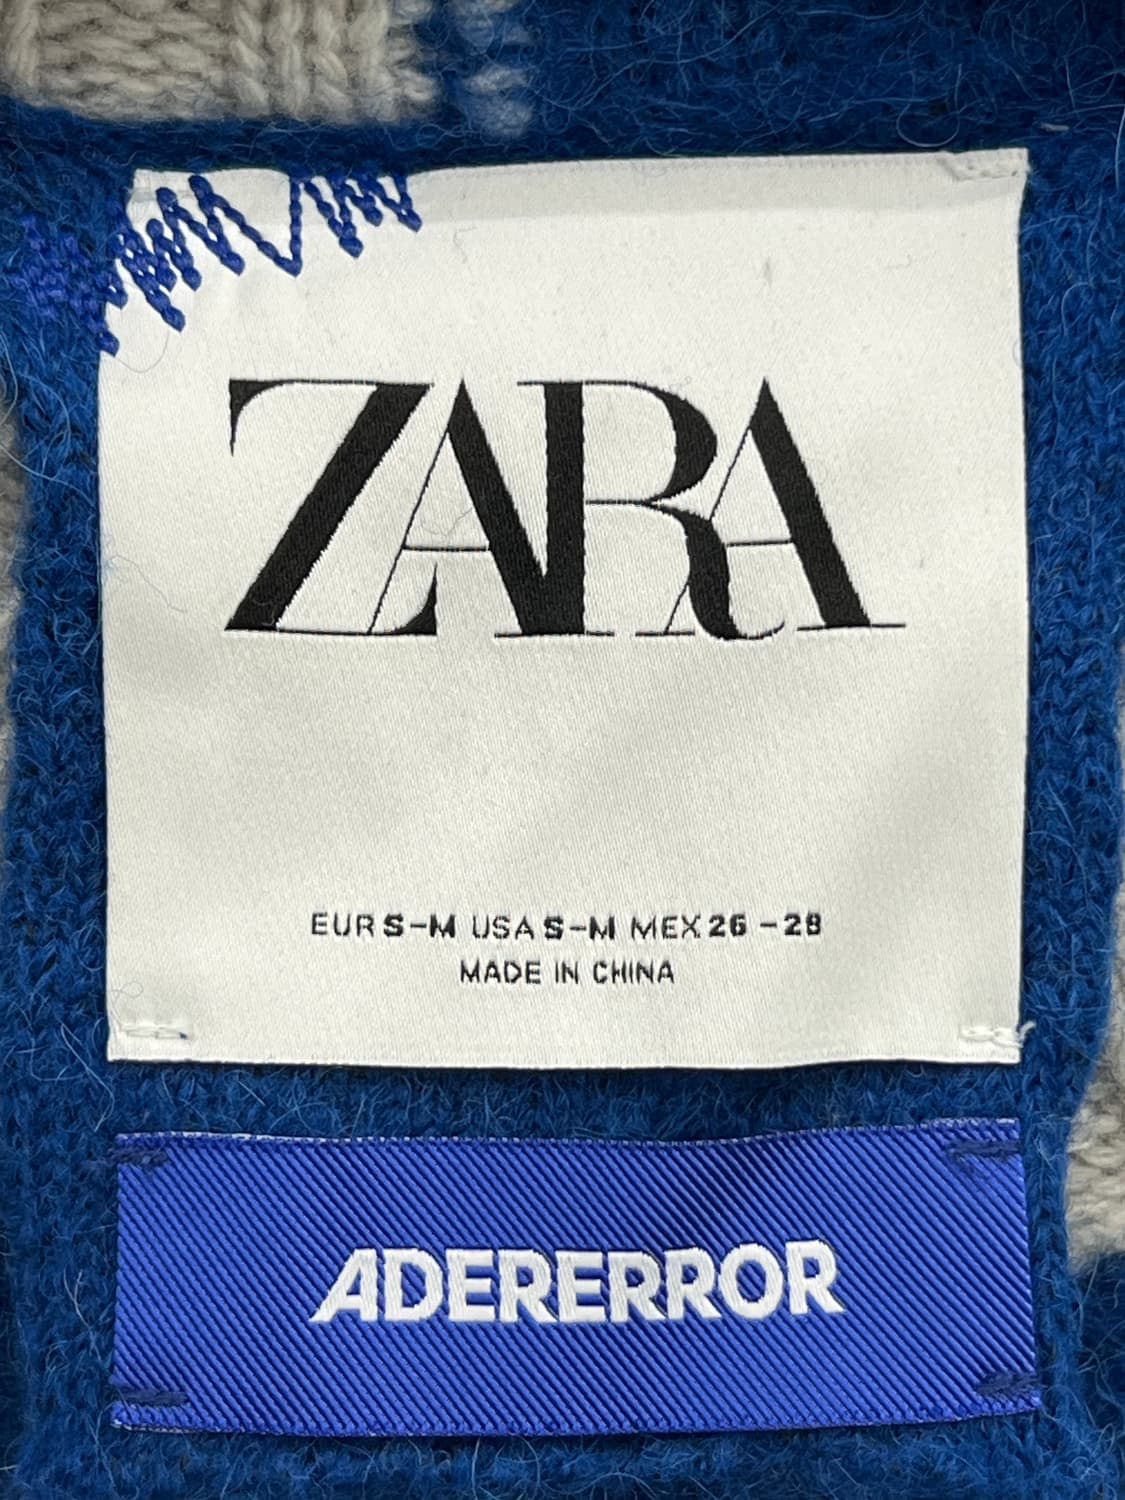 ZARA
EUR S-M USA S-M MEX 26 - 28
MADE IN CHINA
ADERERROR